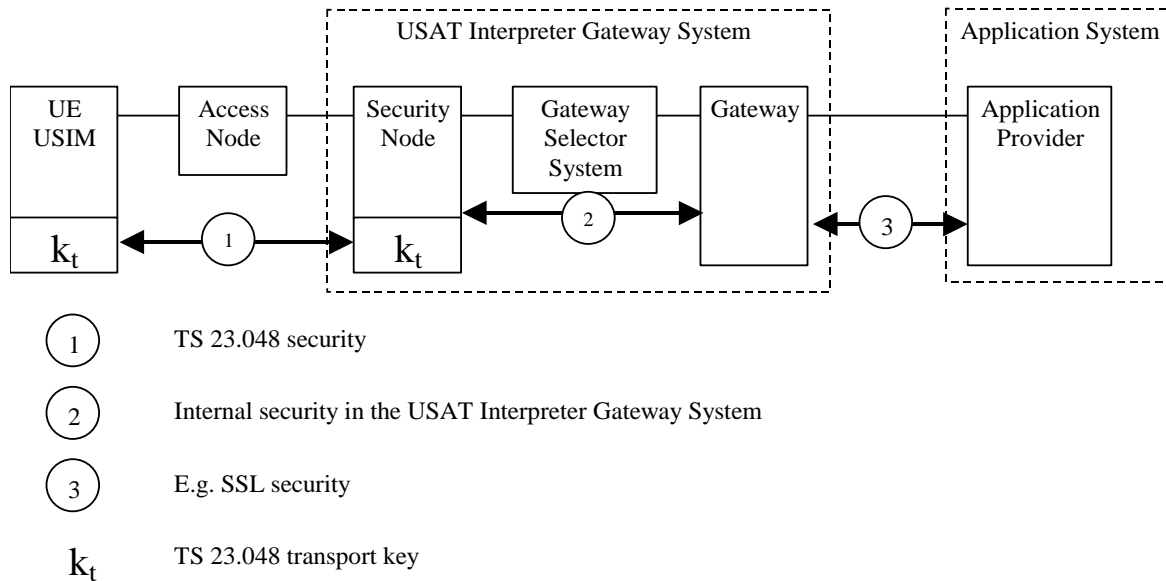 USAT Interpreter Gateway System
Application System
UE
USIM
Access
Node
Security
Node
Gateway
Selector
System
Gateway
Application
Provider
kt
1
kt
2
3
1 TS 23.048 security
2 Internal security in the USAT Interpreter Gateway System
3 E.g. SSL security
kt TS 23.048 transport key